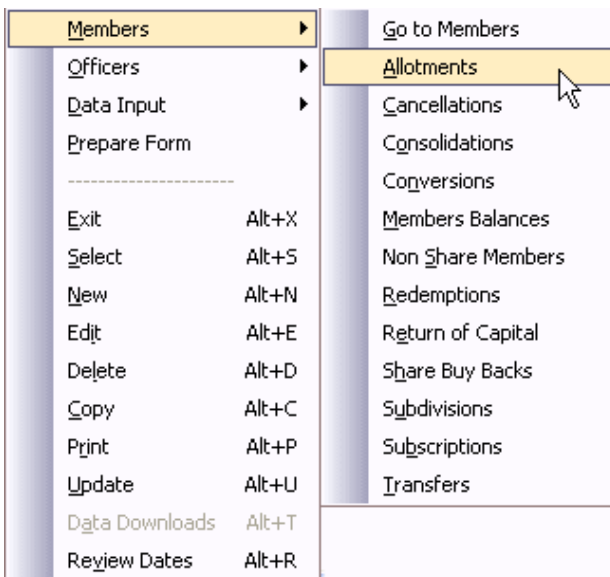 Members
Officers
Data Input
Prepare Form
----------------------
Exit Alt+X
Select Alt+S
New Alt+N
Edit Alt+E
Delete Alt+D
Copy Alt+C
Print Alt+P
Update Alt+U
Data Downloads Alt+T
Review Dates Alt+R
Go to Members
Allotments
Cancellations
Consolidations
Conversions
Members Balances
Non Share Members
Redemptions
Return of Capital
Share Buy Backs
Subdivisions
Subscriptions
Transfers